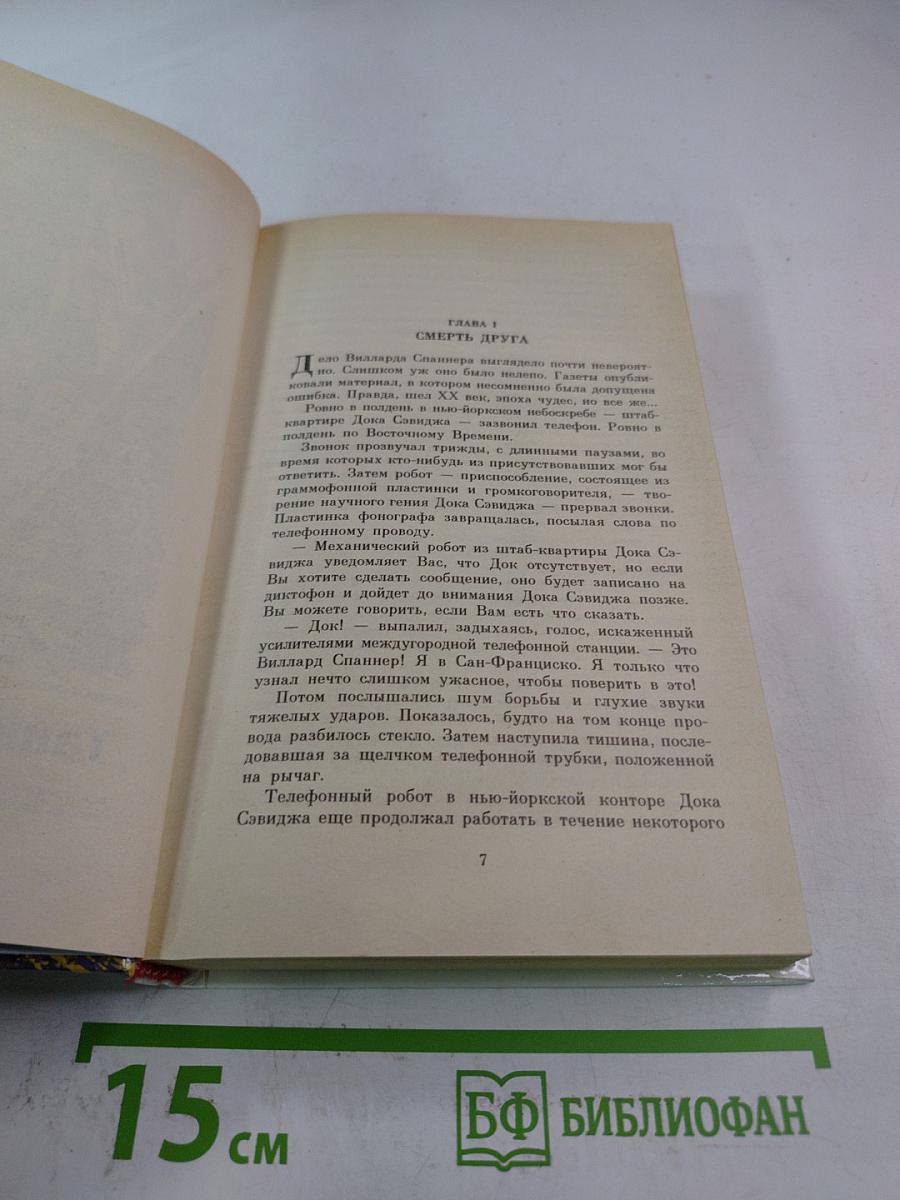 ГЛАВА 1
СМЕРТЬ ДРУГА
Дело Вилларда Спаннера выглядело почти невероят-
но. Слишком уж оно было нелепо. Газеты опубли-
ковали материал, в котором несомненно была допущена
ошибка. Правда, шел XX век, эпоха чудес, но все же...
Ровно в полдень в нью-йоркском небоскребе — штаб-
квартире Дока Сэвиджа — зазвонил телефон. Ровно в
полдень по Восточному Времени.
Звонок прозвучал трижды, с длинными паузами, во
время которых кто-нибудь из присутствовавших мог бы
ответить. Затем робот — приспособление, состоящее из
граммофонной пластинки и громкоговорителя, — тво-
рение научного гения Дока Сэвиджа — прервал звонки.
Пластинка фонографа завращалась, посылая слова по
телефонному проводу.
— Механический робот из штаб-квартиры Дока Сэ-
виджа уведомляет Вас, что Док отсутствует, но если
Вы хотите сделать сообщение, оно будет записано на
диктофон и дойдет до внимания Дока Сэвиджа позже.
Вы можете говорить, если Вам есть что сказать.
— Док! — выпалил, задыхаясь, голос, искаженный
усилителями междугородной телефонной станции. — Это
Виллард Спаннер! Я в Сан-Франциско. Я только что
узнал нечто слишком ужасное, чтобы поверить в это!
Потом послышались шум борьбы и глухие звуки
тяжелых ударов. Показалось, будто на том конце про-
вода разбилось стекло. Затем наступила тишина, после-
довавшая за щелчком телефонной трубки, положенной
на рычаг.
Телефонный робот в нью-йоркской конторе Дока
Сэвиджа еще продолжал работать в течение некоторого
7
15 см
БФ БИБЛИОФАН